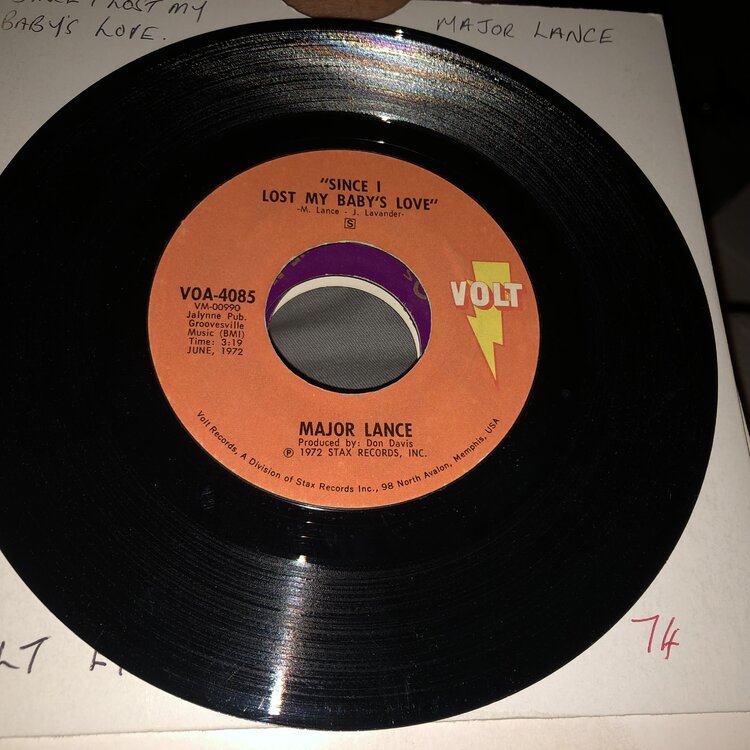 LOST MY
BABY'S LOVE.
MAJOR LANCE
"SINCE I
LOST MY BABY'S LOVE"
-M. Lance - J. Lavander-
S
VOLT
VOA-4085
VM-00990
Jalynne Pub.
Groovesville
Music (BMI)
Time: 3:19
JUNE, 1972
MAJOR LANCE
Produced by: Don Davis
℗ 1972 STAX RECORDS, INC.
Volt Records, A Division of Stax Records Inc., 98 North Avalon, Memphis, USA
74